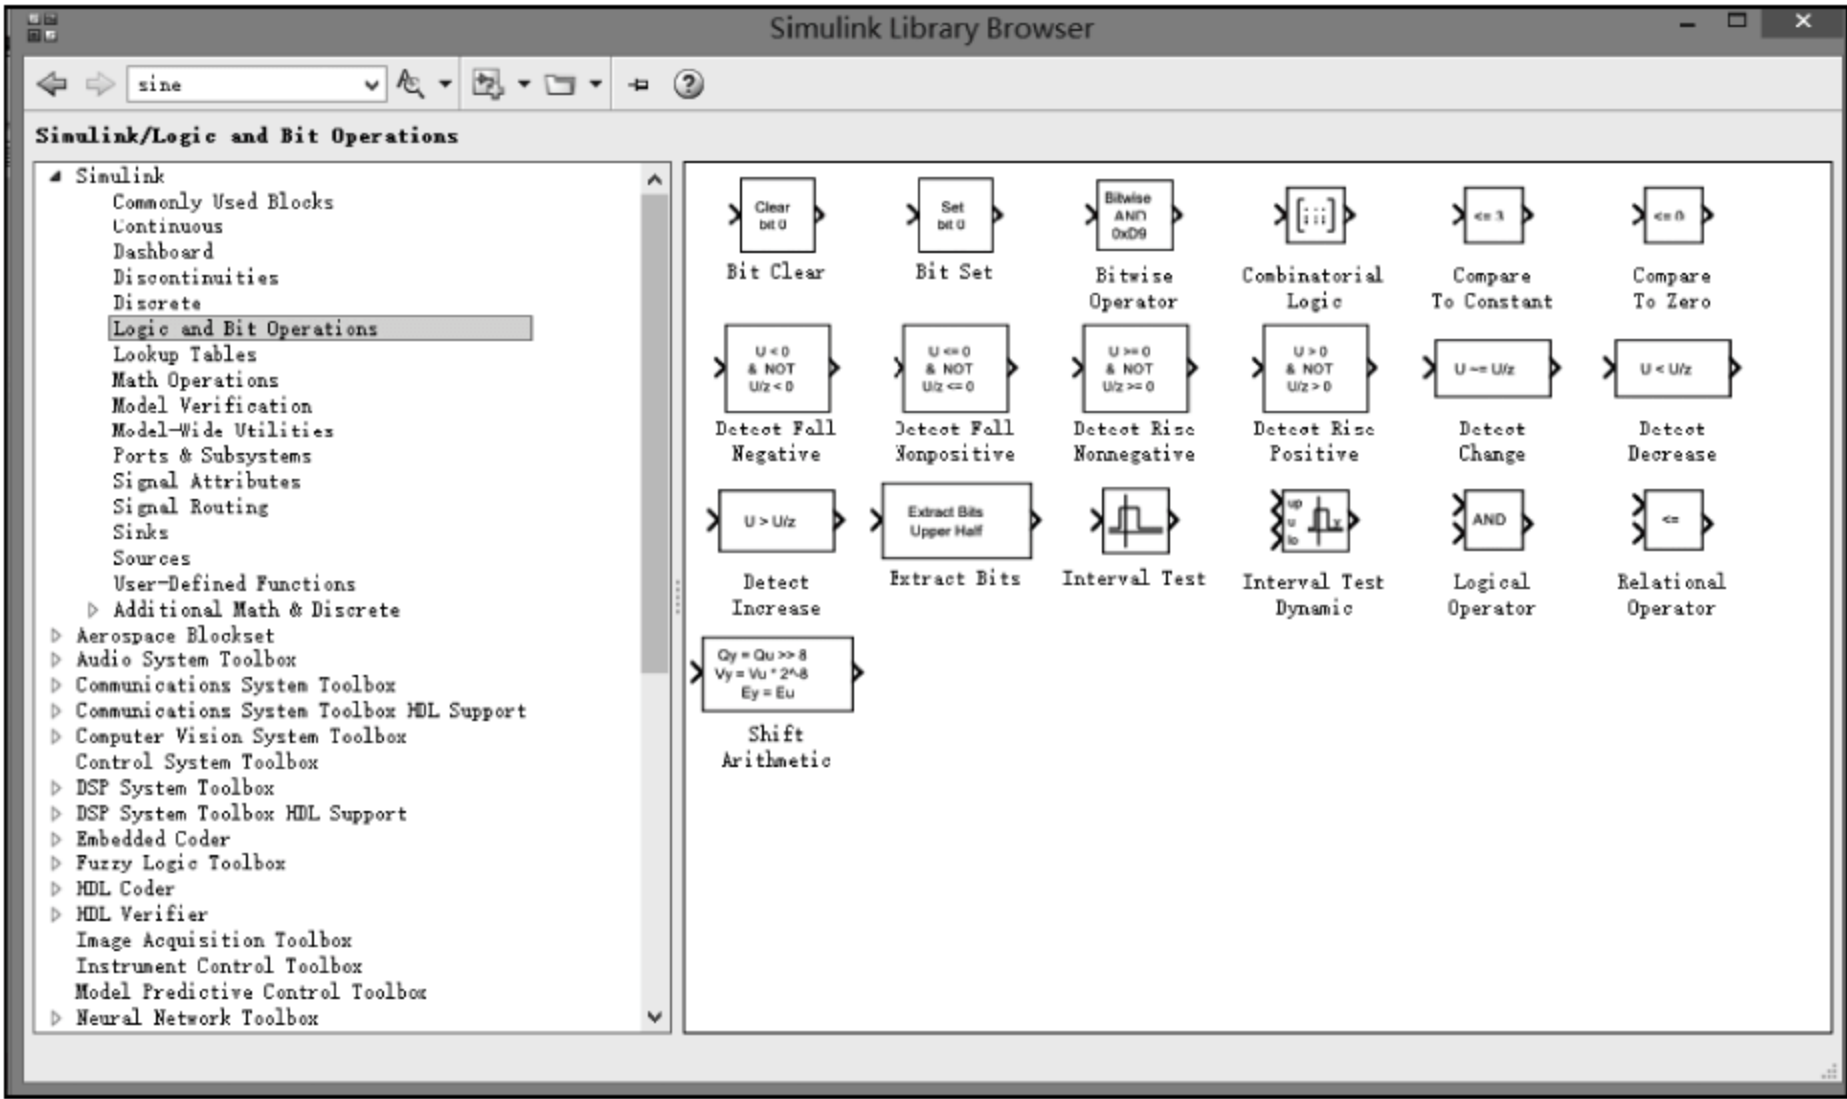 Simulink Library Browser
sine
Simulink/Logic and Bit Operations
Simulink
Commonly Used Blocks
Continuous
Dashboard
Discontinuities
Discrete
Logic and Bit Operations
Lookup Tables
Math Operations
Model Verification
Model-Wide Utilities
Ports & Subsystems
Signal Attributes
Signal Routing
Sinks
Sources
User-Defined Functions
Additional Math & Discrete
Aerospace Blockset
Audio System Toolbox
Communications System Toolbox
Communications System Toolbox HDL Support
Computer Vision System Toolbox
Control System Toolbox
DSP System Toolbox
DSP System Toolbox HDL Support
Embedded Coder
Fuzzy Logic Toolbox
HDL Coder
HDL Verifier
Image Acquisition Toolbox
Instrument Control Toolbox
Model Predictive Control Toolbox
Neural Network Toolbox
Clear
bit 0
Bit Clear
Set
bit 0
Bit Set
Bitwise
AND
0xD9
Bitwise
Operator
Combinatorial
Logic
<= 3
Compare
To Constant
<= 0
Compare
To Zero
U < 0
& NOT
U/z < 0
Detect Fall
Negative
U <= 0
& NOT
U/z <= 0
Detect Fall
Nonpositive
U >= 0
& NOT
U/z >= 0
Detect Rise
Nonnegative
U > 0
& NOT
U/z > 0
Detect Rise
Positive
U ~= U/z
Detect
Change
U < U/z
Detect
Decrease
U > U/z
Detect
Increase
Extract Bits
Upper Half
Extract Bits
Interval Test
up
u
lo
Interval Test
Dynamic
AND
Logical
Operator
<=
Relational
Operator
Qy = Qu >> 8
Vy = Vu * 2^-8
Ey = Eu
Shift
Arithmetic